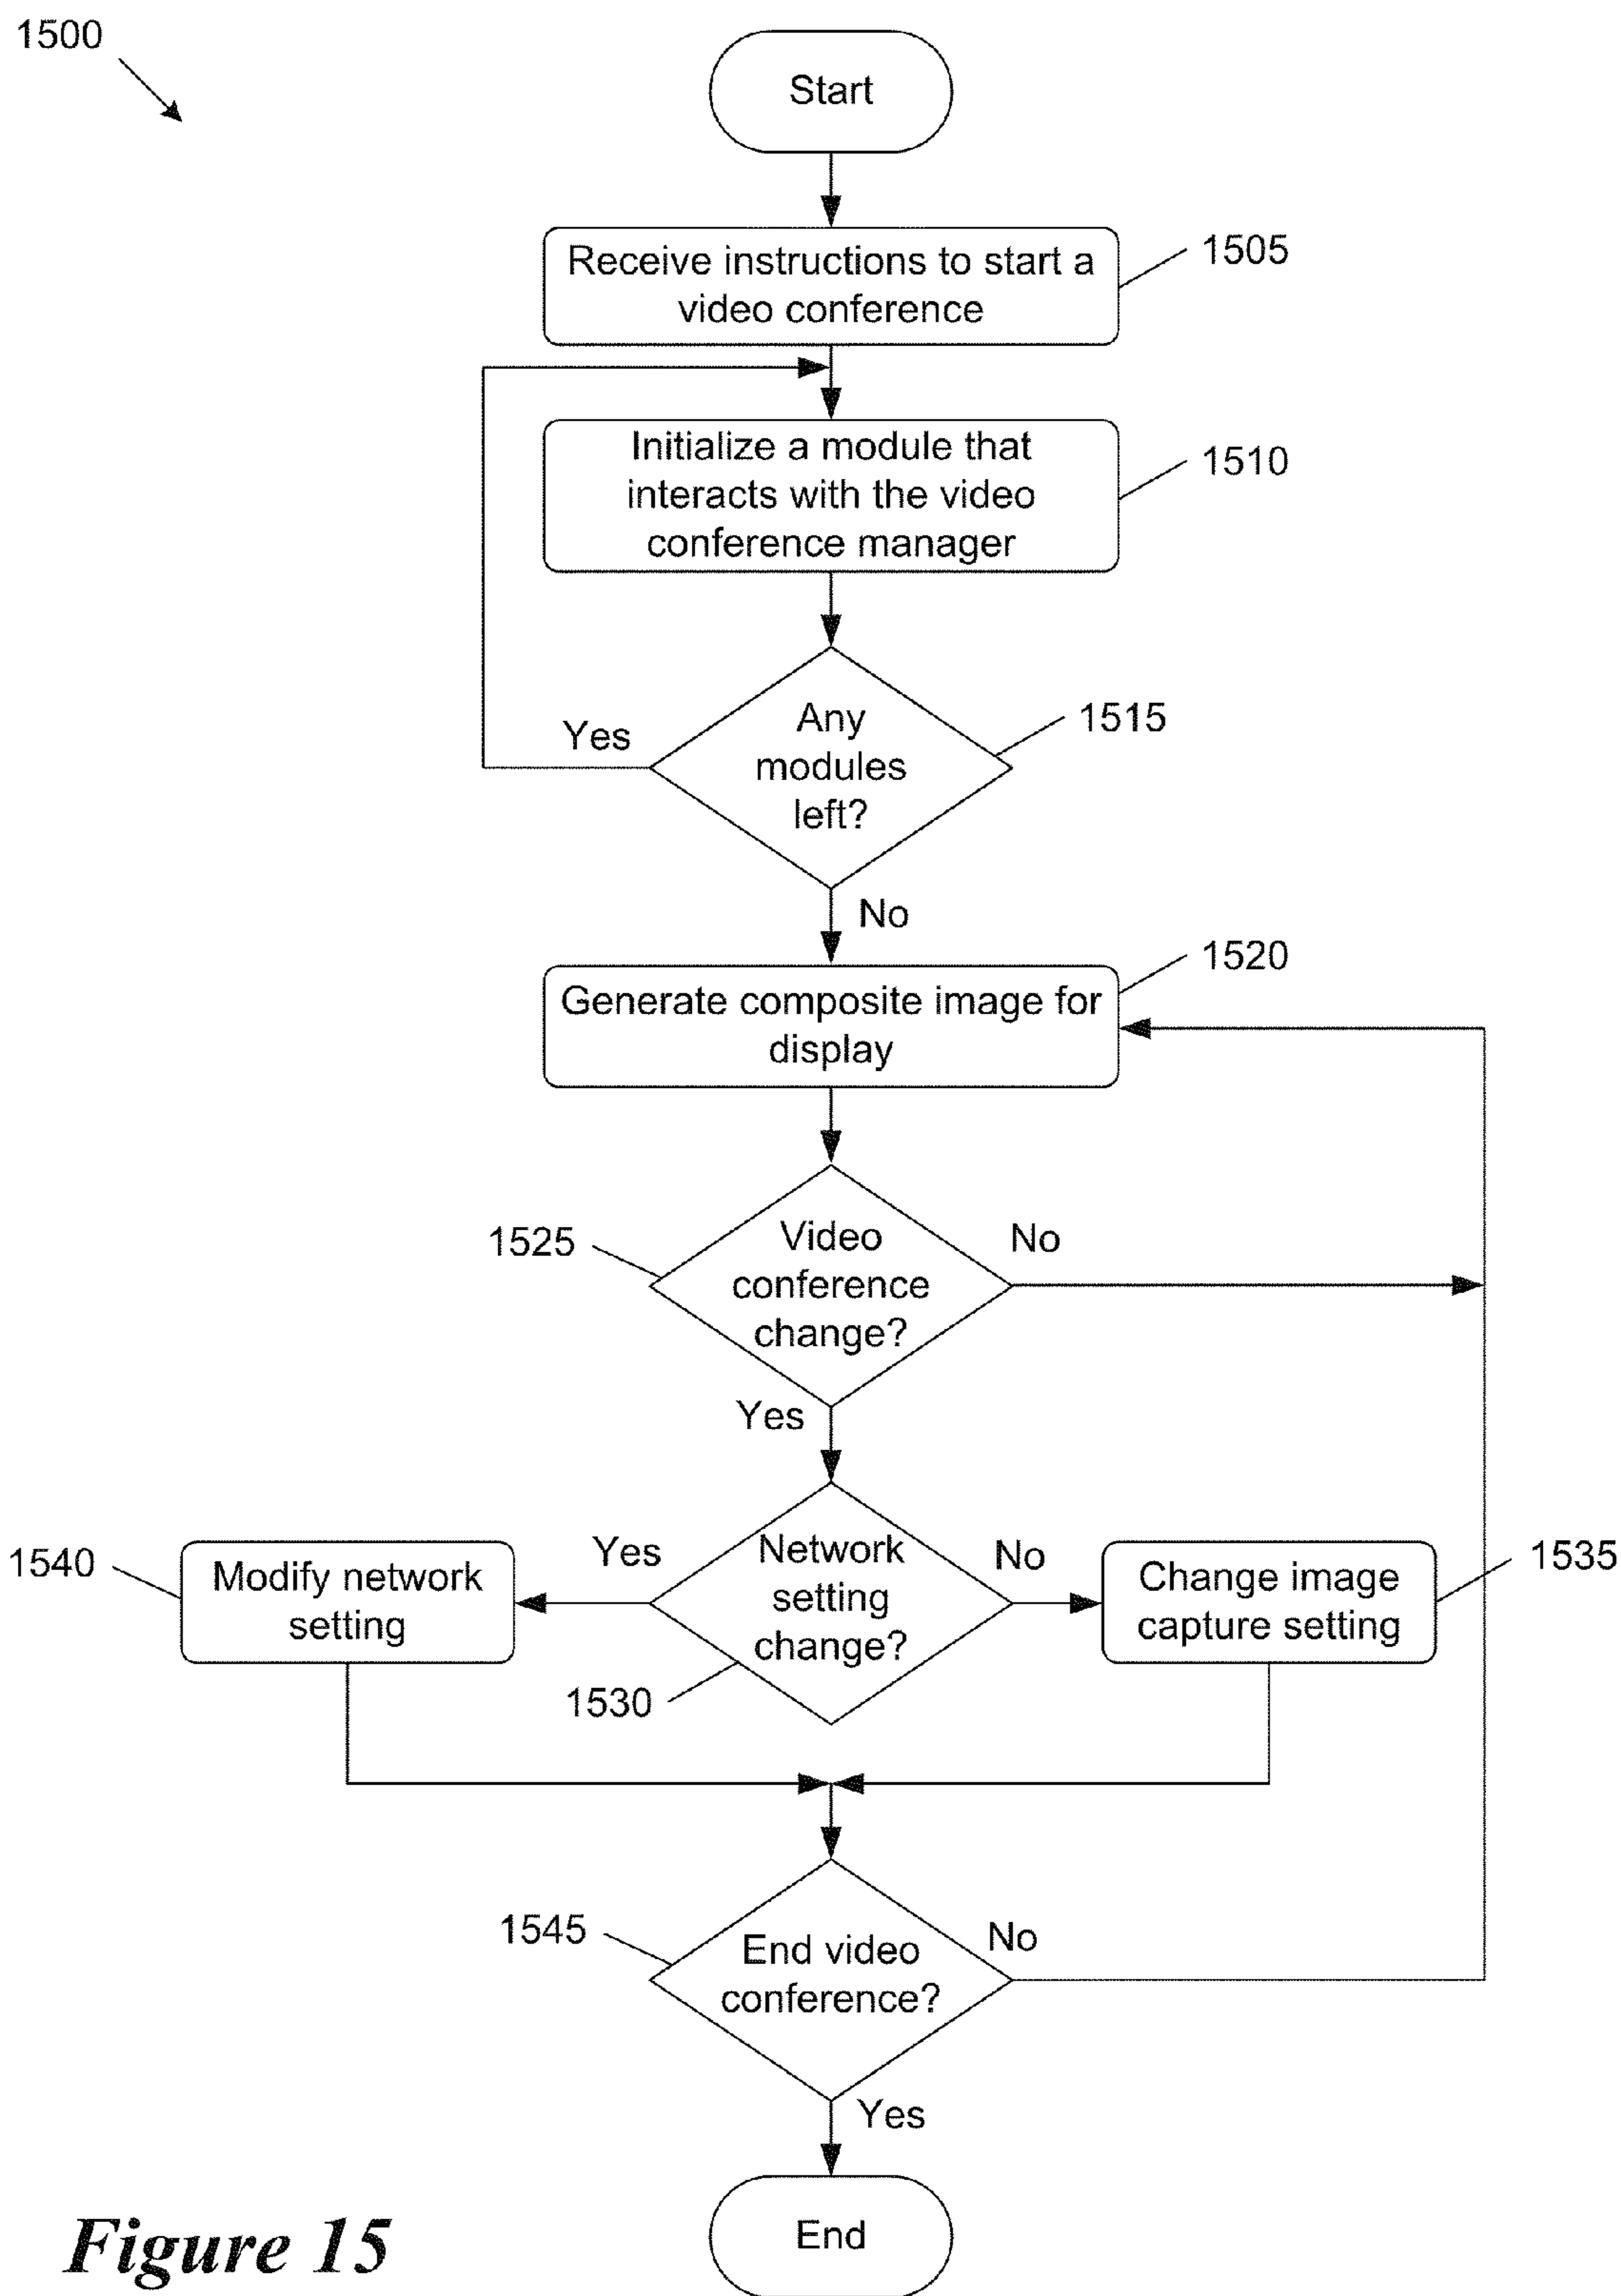 1500
Start
Receive instructions to start a
video conference
1505
Initialize a module that
interacts with the video
conference manager
1510
Any
modules
left?
1515
Yes
No
Generate composite image for
display
1520
Video
conference
change?
1525
No
Yes
Network
setting
change?
1530
Yes
No
Modify network
setting
1540
Change image
capture setting
1535
End video
conference?
1545
No
Yes
End
Figure 15